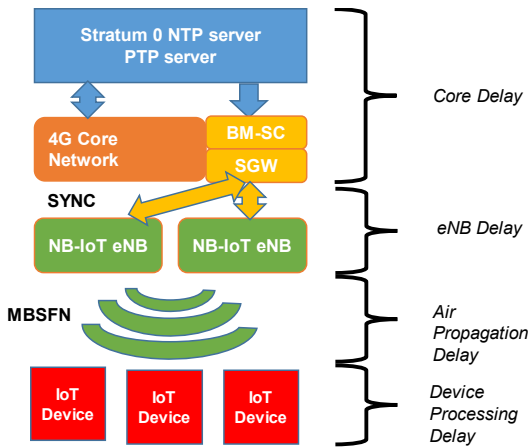 Stratum 0 NTP server
PTP server
Core Delay
4G Core
Network
BM-SC
SGW
SYNC
eNB Delay
NB-IoT eNB
NB-IoT eNB
MBSFN
Air
Propagation
Delay
IoT
Device
IoT
Device
IoT
Device
Device
Processing
Delay